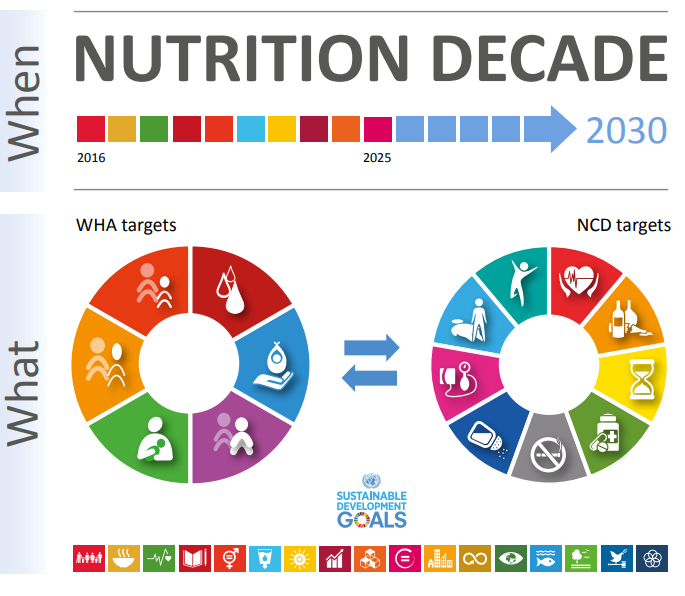 When
NUTRITION DECADE
2016
2025
2030
What
WHA targets
NCD targets
SUSTAINABLE
DEVELOPMENT
GOALS